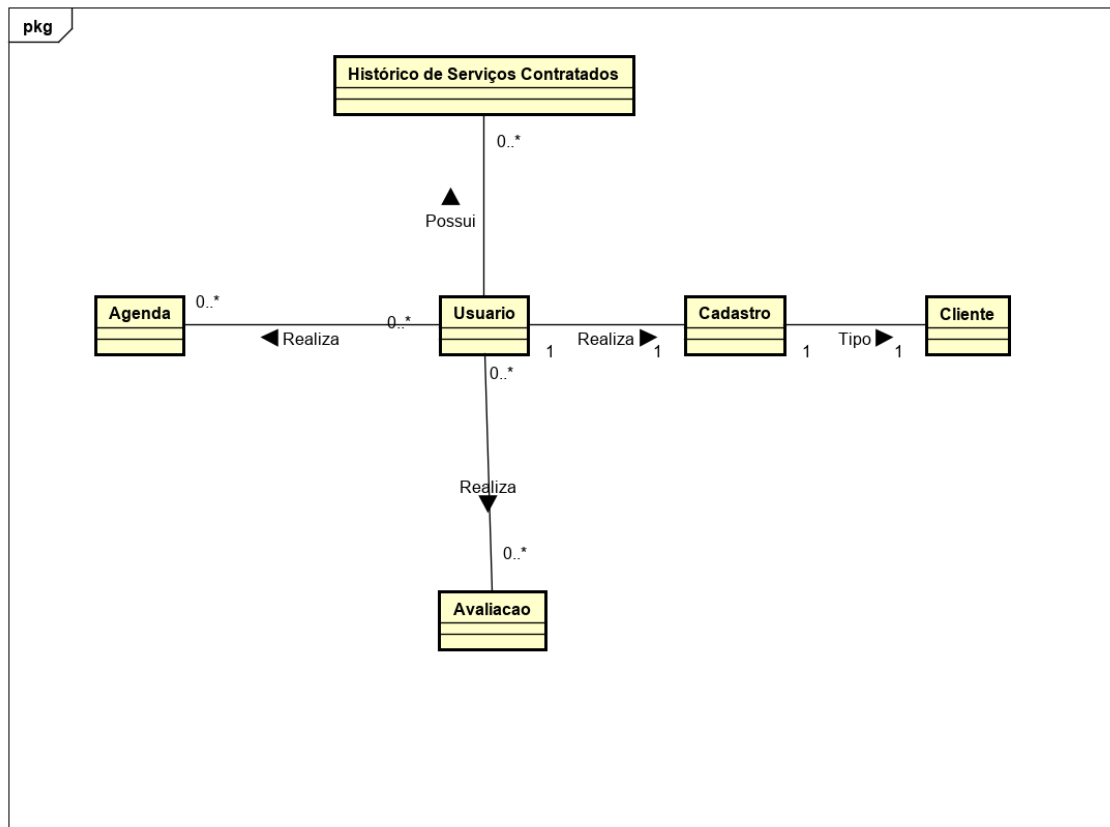 pkg
Histórico de Serviços Contratados
0..*
Possui
Agenda
0..*
0..*
Realiza
Usuario
1
Realiza
1
Cadastro
1
Tipo
1
Cliente
0..*
Realiza
0..*
Avaliacao